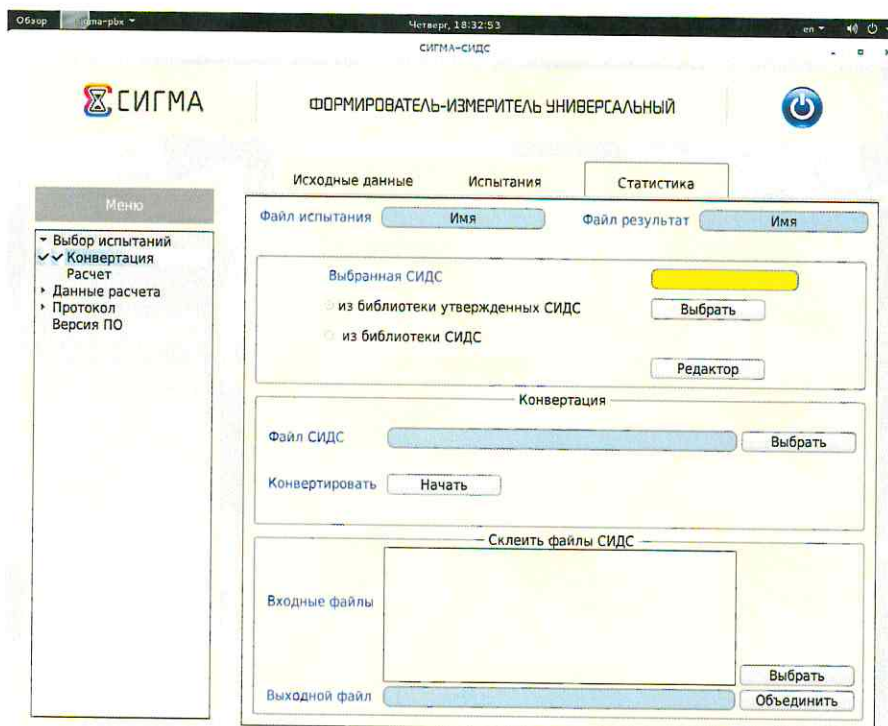 Обзор
Четверг, 18:32:53
en
СИГМА-СИДС
СИГМА
ФОРМИРОВАТЕЛЬ-ИЗМЕРИТЕЛЬ УНИВЕРСАЛЬНЫЙ
Исходные данные Испытания Статистика
Меню
Выбор испытаний
Конвертация
Расчет
Данные расчета
Протокол
Версия ПО
Файл испытания Имя Файл результат Имя
Выбранная СИДС
из библиотеки утвержденных СИДС Выбрать
из библиотеки СИДС
Редактор
Конвертация
Файл СИДС Выбрать
Конвертировать Начать
Склеить файлы СИДС
Входные файлы
Выбрать
Выходной файл Объединить